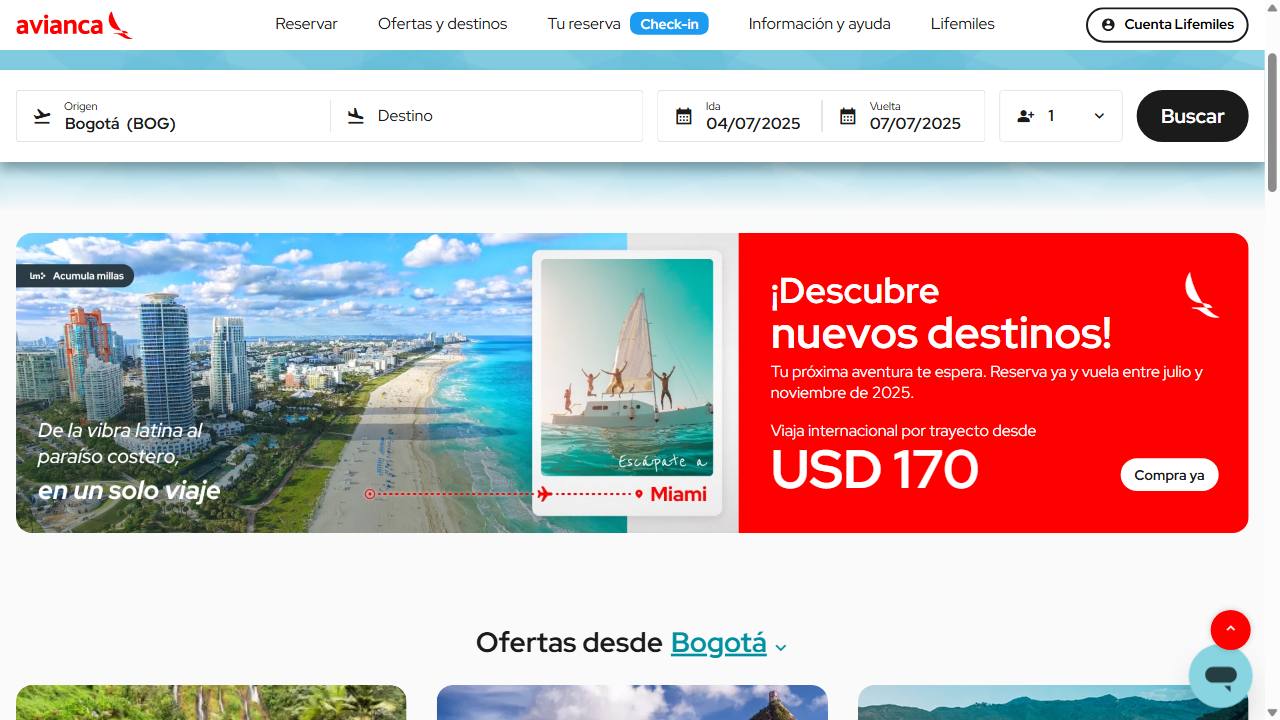 avianca
Reservar
Ofertas y destinos
Tu reserva
Check-in
Información y ayuda
Lifemiles
Cuenta Lifemiles
Origen
Bogotá (BOG)
Destino
Ida
04/07/2025
Vuelta
07/07/2025
1
Buscar
lm Acumula millas
De la vibra latina al
paraíso costero,
en un solo viaje
Escápate a
Miami
¡Descubre
nuevos destinos!
Tu próxima aventura te espera. Reserva ya y vuela entre julio y
noviembre de 2025.
Viaja internacional por trayecto desde
USD 170
Compra ya
Ofertas desde Bogotá